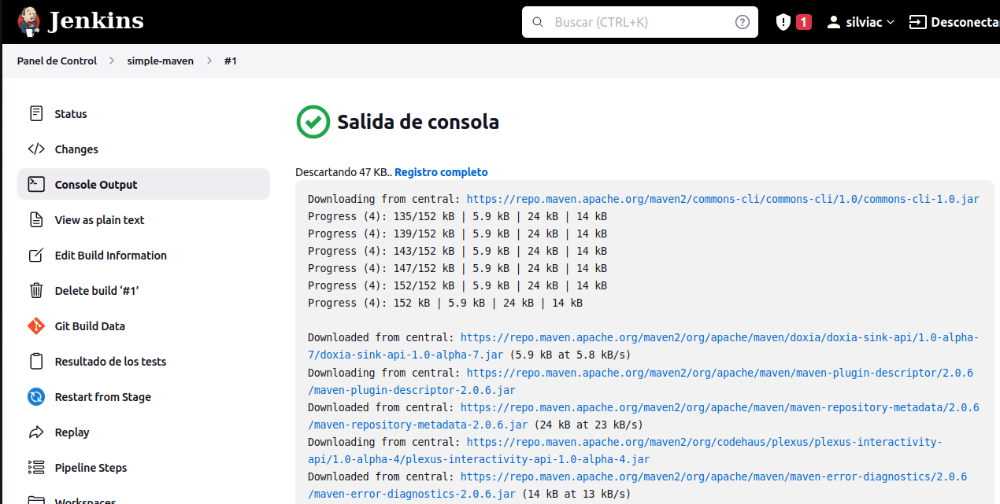 Jenkins
Buscar (CTRL+K)
1
silviac
Desconecta
Panel de Control
simple-maven
#1
Status
Changes
Console Output
View as plain text
Edit Build Information
Delete build ‘#1’
Git Build Data
Resultado de los tests
Restart from Stage
Replay
Pipeline Steps
Workspaces
Salida de consola
Descartando 47 KB.. Registro completo
Downloading from central: https://repo.maven.apache.org/maven2/commons-cli/commons-cli/1.0/commons-cli-1.0.jar
Progress (4): 135/152 kB | 5.9 kB | 24 kB | 14 kB
Progress (4): 139/152 kB | 5.9 kB | 24 kB | 14 kB
Progress (4): 143/152 kB | 5.9 kB | 24 kB | 14 kB
Progress (4): 147/152 kB | 5.9 kB | 24 kB | 14 kB
Progress (4): 152/152 kB | 5.9 kB | 24 kB | 14 kB
Progress (4): 152 kB | 5.9 kB | 24 kB | 14 kB
Downloaded from central: https://repo.maven.apache.org/maven2/org/apache/maven/doxia/doxia-sink-api/1.0-alpha-
7/doxia-sink-api-1.0-alpha-7.jar (5.9 kB at 5.8 kB/s)
Downloading from central: https://repo.maven.apache.org/maven2/org/apache/maven/maven-plugin-descriptor/2.0.6
/maven-plugin-descriptor-2.0.6.jar
Downloaded from central: https://repo.maven.apache.org/maven2/org/apache/maven/maven-repository-metadata/2.0.6
/maven-repository-metadata-2.0.6.jar (24 kB at 23 kB/s)
Downloading from central: https://repo.maven.apache.org/maven2/org/codehaus/plexus/plexus-interactivity-
api/1.0-alpha-4/plexus-interactivity-api-1.0-alpha-4.jar
Downloaded from central: https://repo.maven.apache.org/maven2/org/apache/maven/maven-error-diagnostics/2.0.6
/maven-error-diagnostics-2.0.6.jar (14 kB at 13 kB/s)